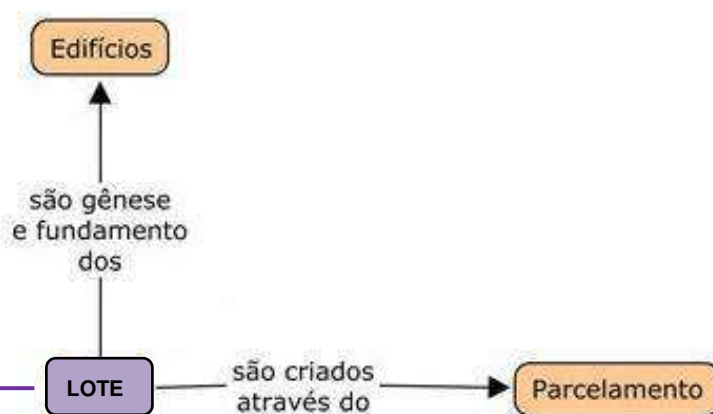 Edifícios
são gênese
e fundamento
dos
LOTE
são criados
através do
Parcelamento